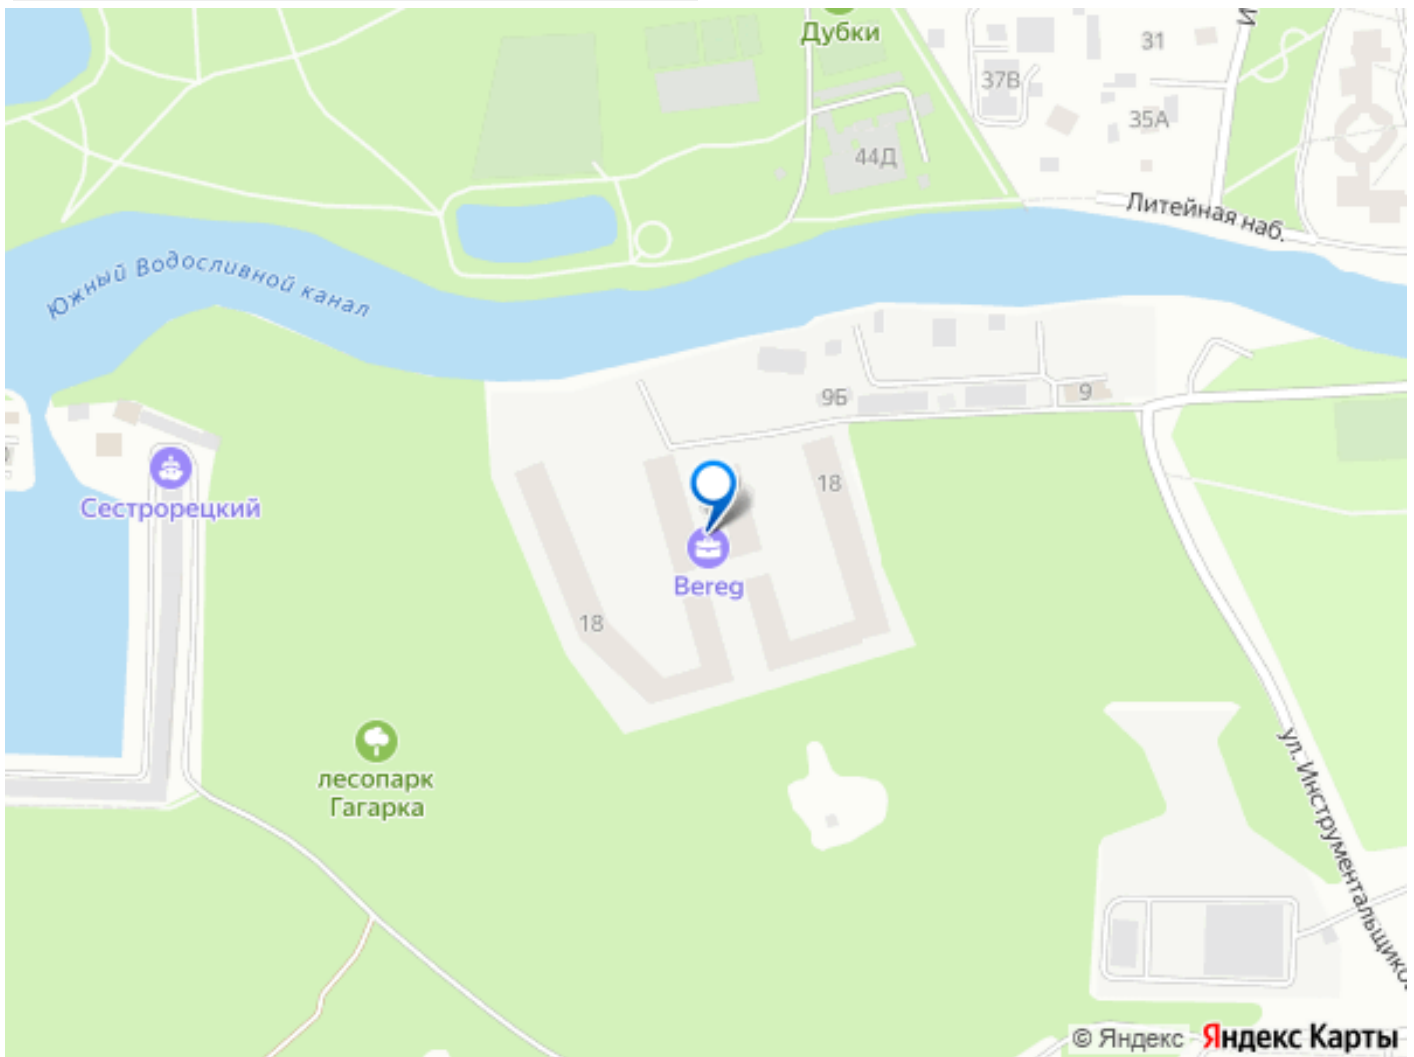 Дубки
31
37В
35А
44Д
Литейная наб.
Южный Водосливной канал
9Б
9
Сестрорецкий
18
Bereg
18
лесопарк
Гагарка
ул. Инструментальщиков
© Яндекс Яндекс Карты